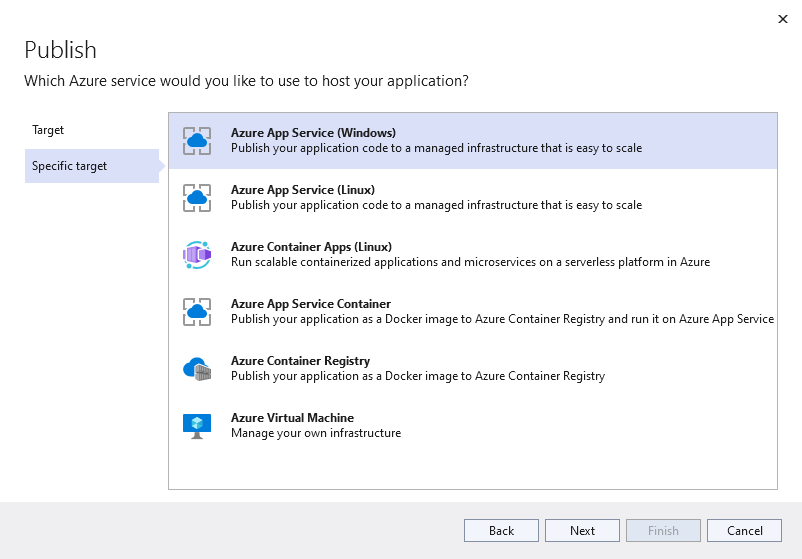 Publish
Which Azure service would you like to use to host your application?
Target
Specific target
Azure App Service (Windows)
Publish your application code to a managed infrastructure that is easy to scale
Azure App Service (Linux)
Publish your application code to a managed infrastructure that is easy to scale
Azure Container Apps (Linux)
Run scalable containerized applications and microservices on a serverless platform in Azure
Azure App Service Container
Publish your application as a Docker image to Azure Container Registry and run it on Azure App Service
Azure Container Registry
Publish your application as a Docker image to Azure Container Registry
Azure Virtual Machine
Manage your own infrastructure
Back
Next
Finish
Cancel